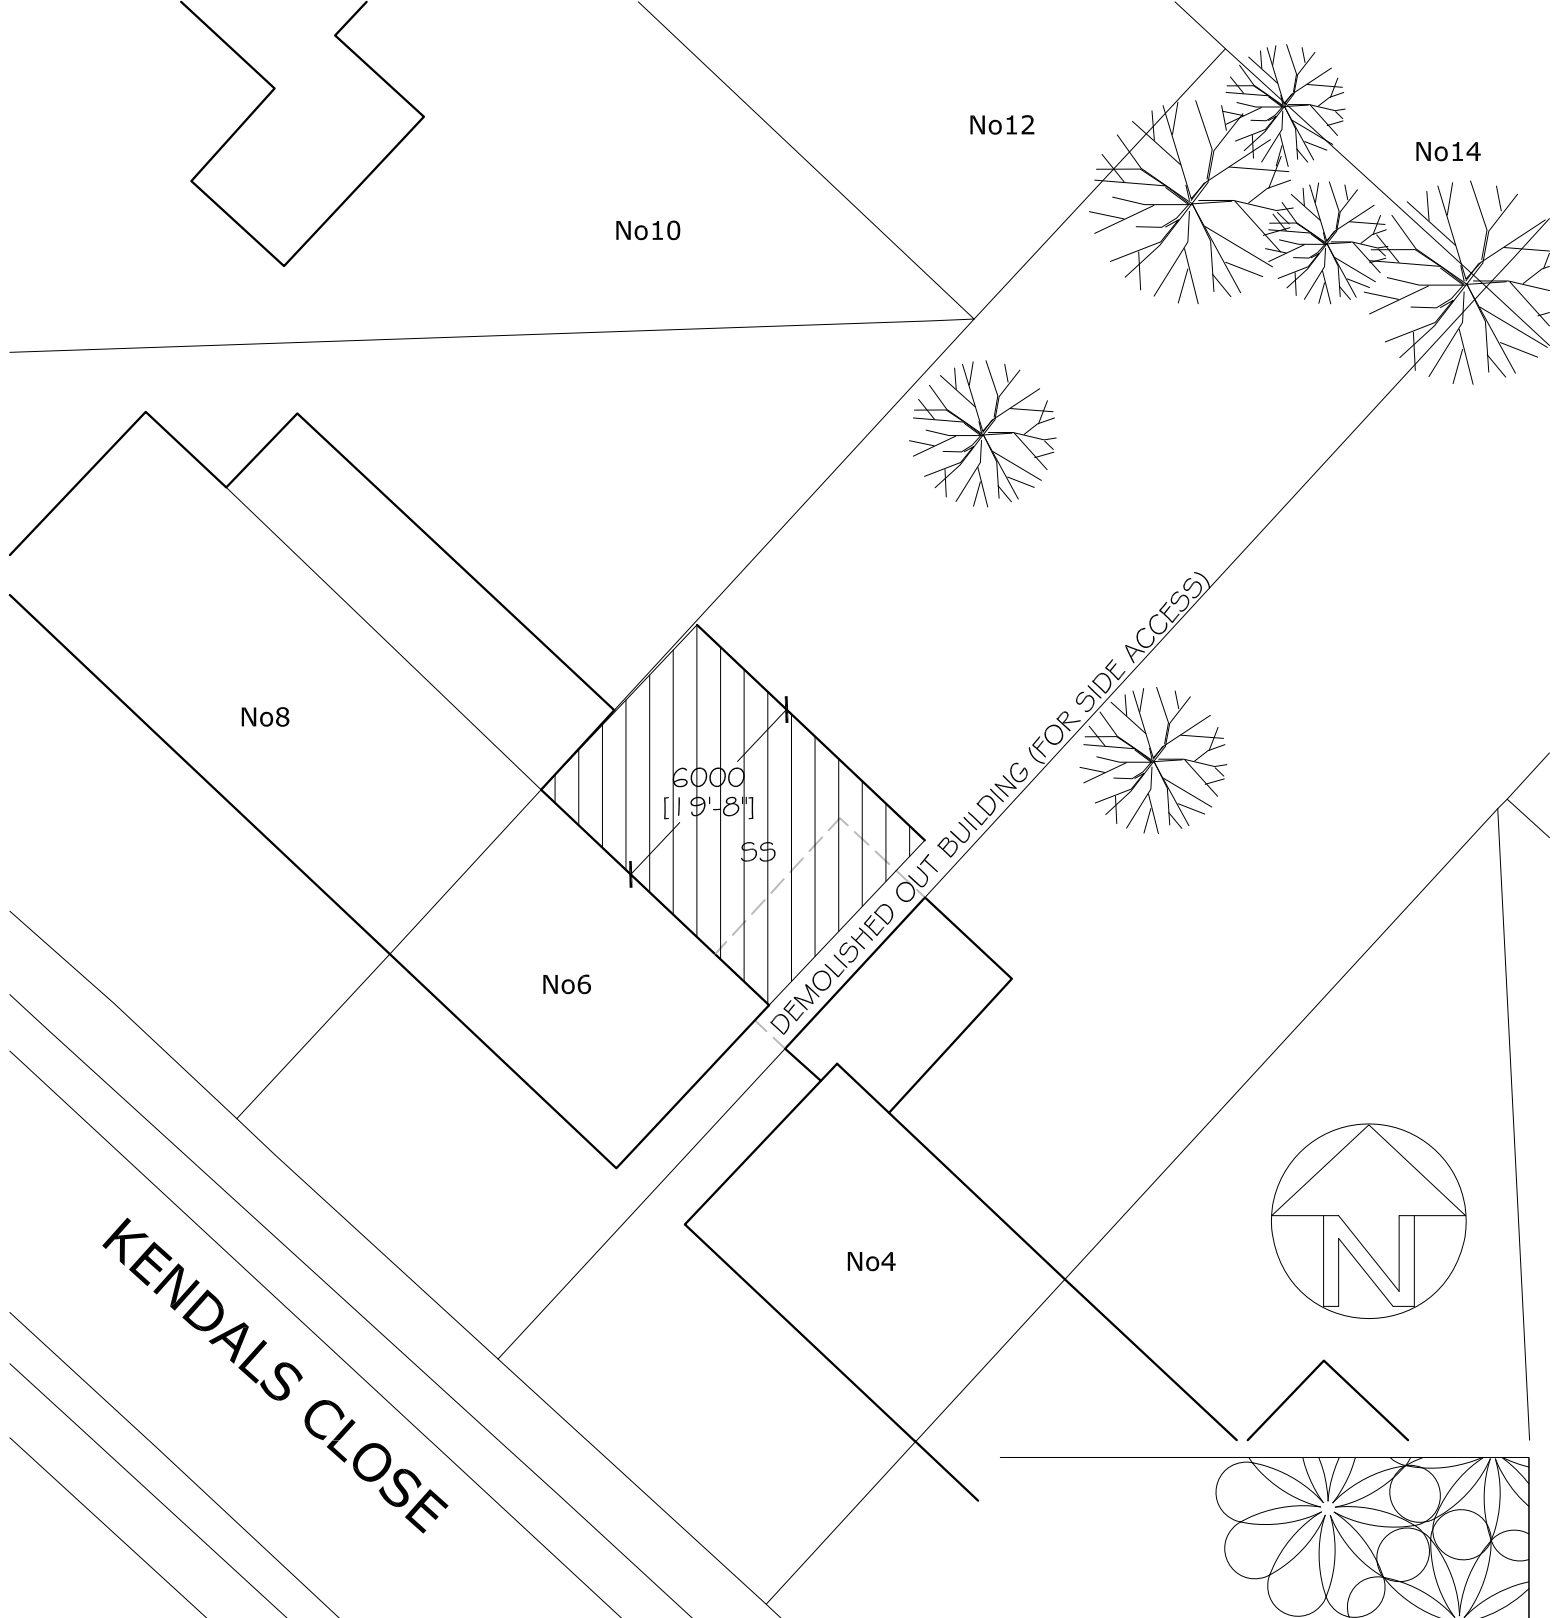 No12
No14
No10
No8
6000
[19'-8"]
SS
DEMOLISHED OUT BUILDING (FOR SIDE ACCESS)
No6
No4
N
KENDALS CLOSE